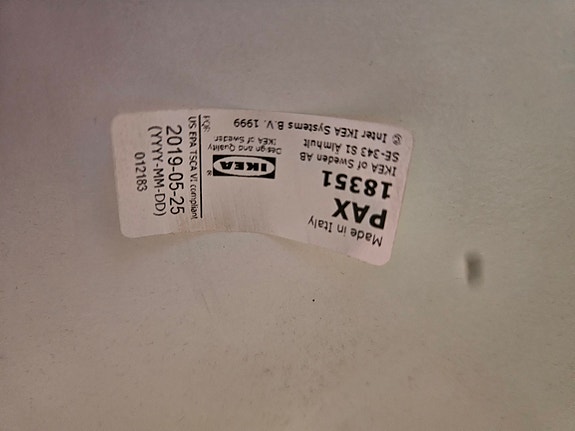 Made in Italy
PAX
18351
IKEA of Sweden AB
SE-343 81 Älmhult
© Inter IKEA Systems B.V. 1999
IKEA
®
Design and Quality
IKEA of Sweden
US EPA TSCA VI compliant
2019-05-25
(YYYY-MM-DD)
012183